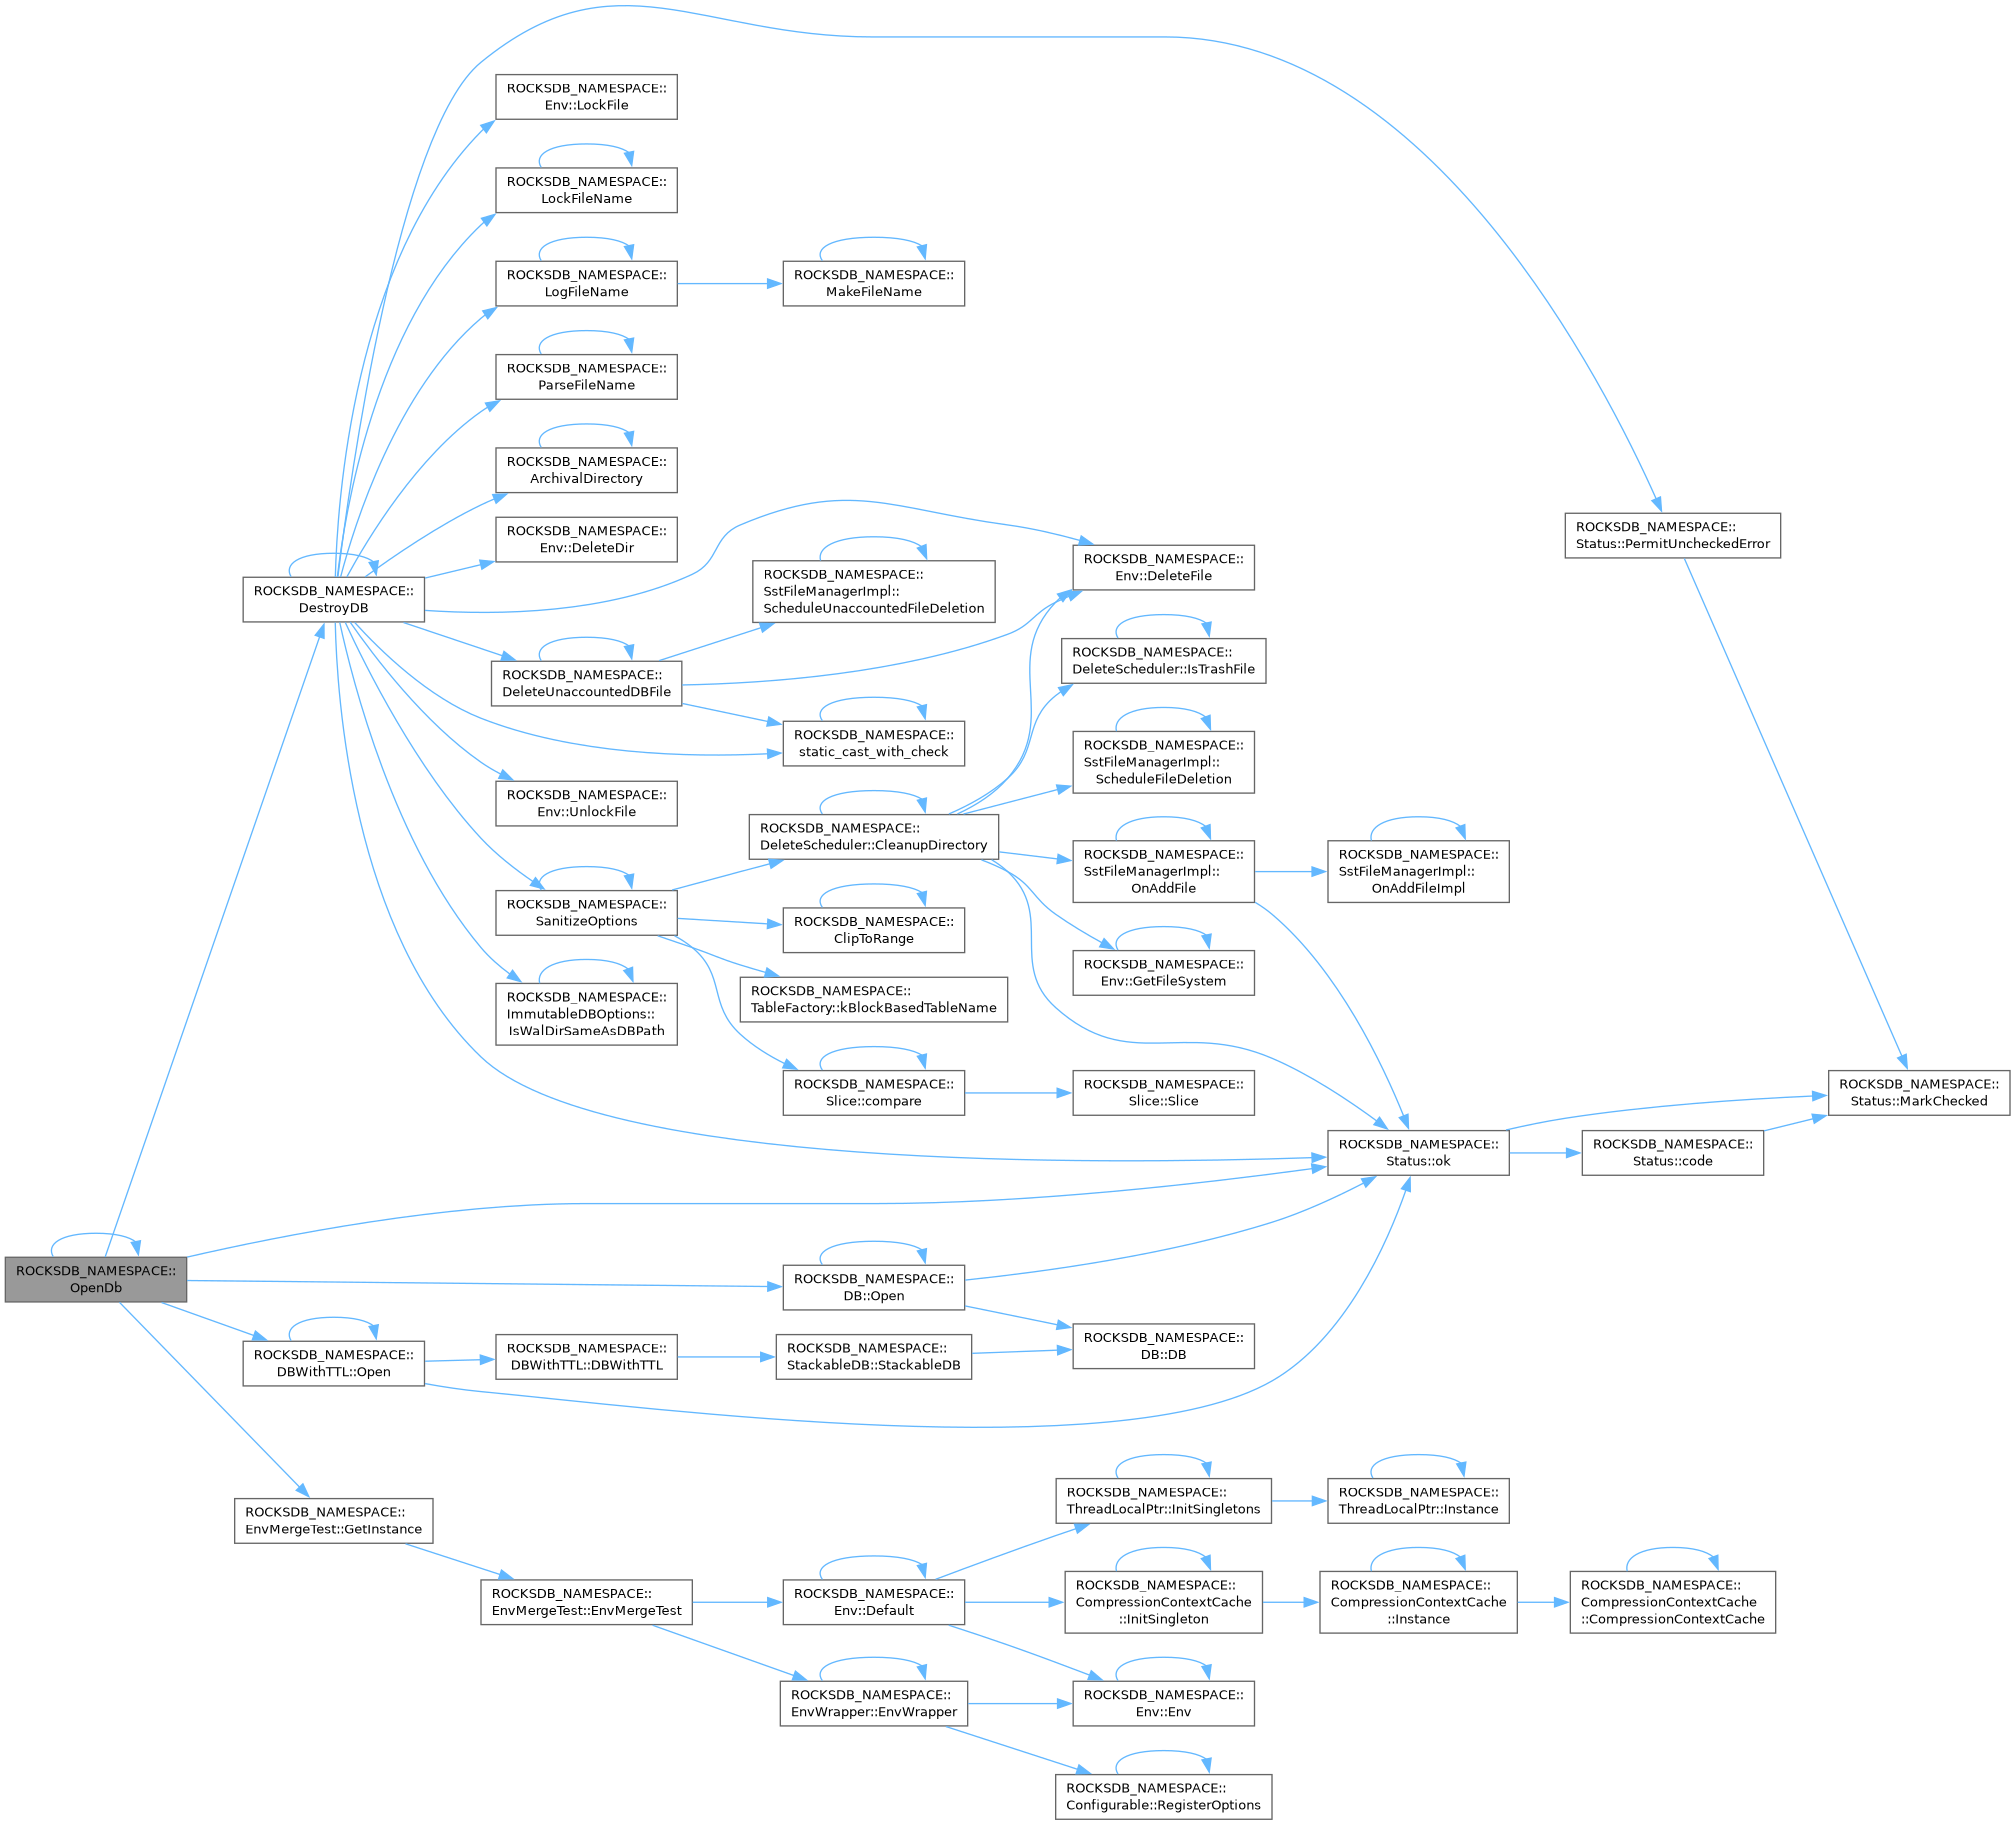 ROCKSDB_NAMESPACE::
OpenDb
ROCKSDB_NAMESPACE::
DestroyDB
ROCKSDB_NAMESPACE::
DBWithTTL::Open
ROCKSDB_NAMESPACE::
EnvMergeTest::GetInstance
ROCKSDB_NAMESPACE::
Env::LockFile
ROCKSDB_NAMESPACE::
LockFileName
ROCKSDB_NAMESPACE::
LogFileName
ROCKSDB_NAMESPACE::
ParseFileName
ROCKSDB_NAMESPACE::
ArchivalDirectory
ROCKSDB_NAMESPACE::
Env::DeleteDir
ROCKSDB_NAMESPACE::
DeleteUnaccountedDBFile
ROCKSDB_NAMESPACE::
Env::UnlockFile
ROCKSDB_NAMESPACE::
SanitizeOptions
ROCKSDB_NAMESPACE::
ImmutableDBOptions::
IsWalDirSameAsDBPath
ROCKSDB_NAMESPACE::
DBWithTTL::DBWithTTL
ROCKSDB_NAMESPACE::
EnvMergeTest::EnvMergeTest
ROCKSDB_NAMESPACE::
MakeFileName
ROCKSDB_NAMESPACE::
SstFileManagerImpl::
ScheduleUnaccountedFileDeletion
ROCKSDB_NAMESPACE::
static_cast_with_check
ROCKSDB_NAMESPACE::
DeleteScheduler::CleanupDirectory
ROCKSDB_NAMESPACE::
ClipToRange
ROCKSDB_NAMESPACE::
TableFactory::kBlockBasedTableName
ROCKSDB_NAMESPACE::
Slice::compare
ROCKSDB_NAMESPACE::
DB::Open
ROCKSDB_NAMESPACE::
StackableDB::StackableDB
ROCKSDB_NAMESPACE::
Env::Default
ROCKSDB_NAMESPACE::
EnvWrapper::EnvWrapper
ROCKSDB_NAMESPACE::
Env::DeleteFile
ROCKSDB_NAMESPACE::
DeleteScheduler::IsTrashFile
ROCKSDB_NAMESPACE::
SstFileManagerImpl::
ScheduleFileDeletion
ROCKSDB_NAMESPACE::
SstFileManagerImpl::
OnAddFile
ROCKSDB_NAMESPACE::
Env::GetFileSystem
ROCKSDB_NAMESPACE::
Slice::Slice
ROCKSDB_NAMESPACE::
DB::DB
ROCKSDB_NAMESPACE::
ThreadLocalPtr::InitSingletons
ROCKSDB_NAMESPACE::
CompressionContextCache
::InitSingleton
ROCKSDB_NAMESPACE::
Env::Env
ROCKSDB_NAMESPACE::
Configurable::RegisterOptions
ROCKSDB_NAMESPACE::
SstFileManagerImpl::
OnAddFileImpl
ROCKSDB_NAMESPACE::
Status::ok
ROCKSDB_NAMESPACE::
ThreadLocalPtr::Instance
ROCKSDB_NAMESPACE::
CompressionContextCache
::Instance
ROCKSDB_NAMESPACE::
Status::PermitUncheckedError
ROCKSDB_NAMESPACE::
Status::code
ROCKSDB_NAMESPACE::
CompressionContextCache
::CompressionContextCache
ROCKSDB_NAMESPACE::
Status::MarkChecked